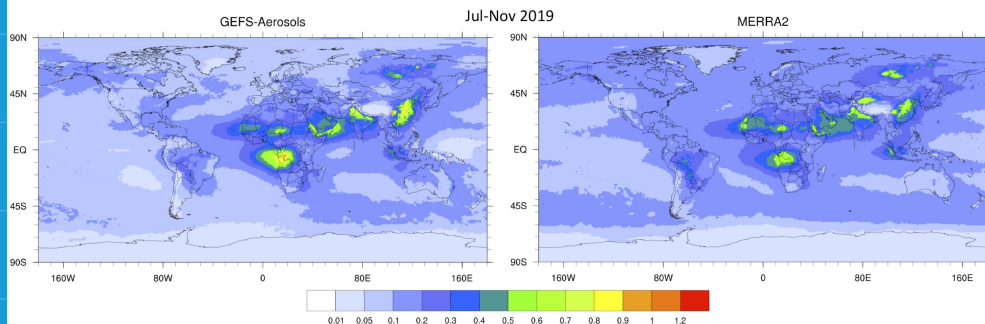 Jul-Nov 2019
GEFS-Aerosols
MERRA2
90N
45N
EQ
45S
90S
160W
80W
0
80E
160E
90N
45N
EQ
45S
90S
160W
80W
0
80E
160E
0.01 0.05 0.1 0.2 0.3 0.4 0.5 0.6 0.7 0.8 0.9 1 1.2